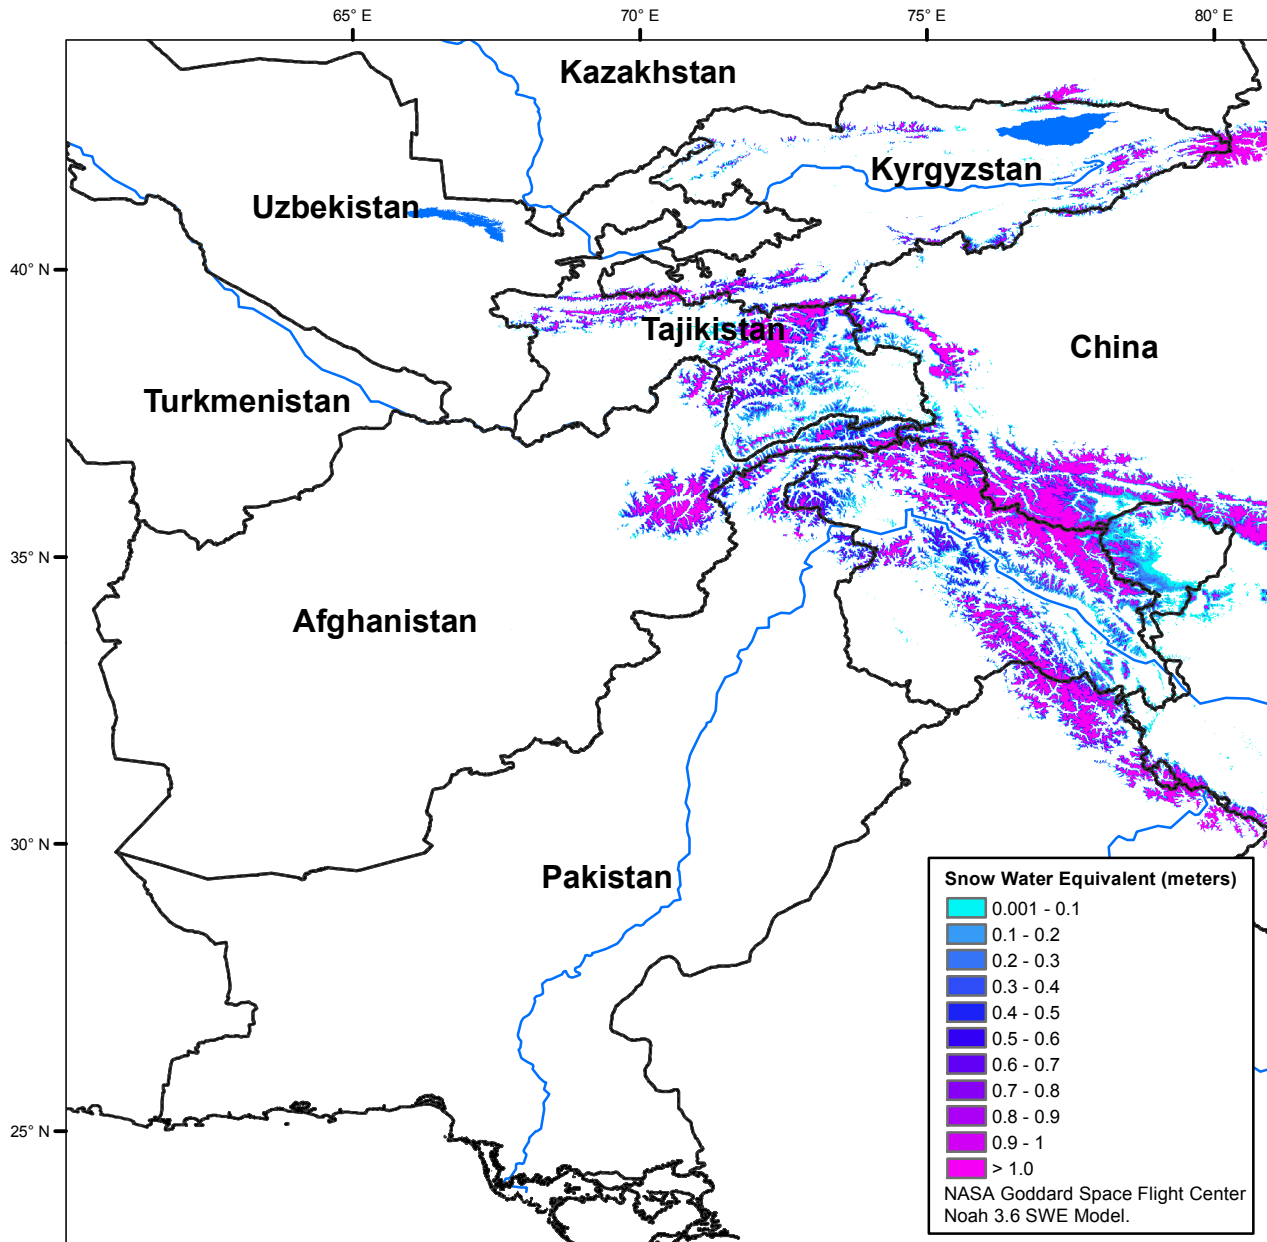 65° E
70° E
75° E
80° E
Kazakhstan
Kyrgyzstan
Uzbekistan
40° N
Tajikistan
China
Turkmenistan
35° N
Afghanistan
30° N
Pakistan
25° N
Snow Water Equivalent (meters)
0.001 - 0.1
0.1 - 0.2
0.2 - 0.3
0.3 - 0.4
0.4 - 0.5
0.5 - 0.6
0.6 - 0.7
0.7 - 0.8
0.8 - 0.9
0.9 - 1
> 1.0
NASA Goddard Space Flight Center
Noah 3.6 SWE Model.